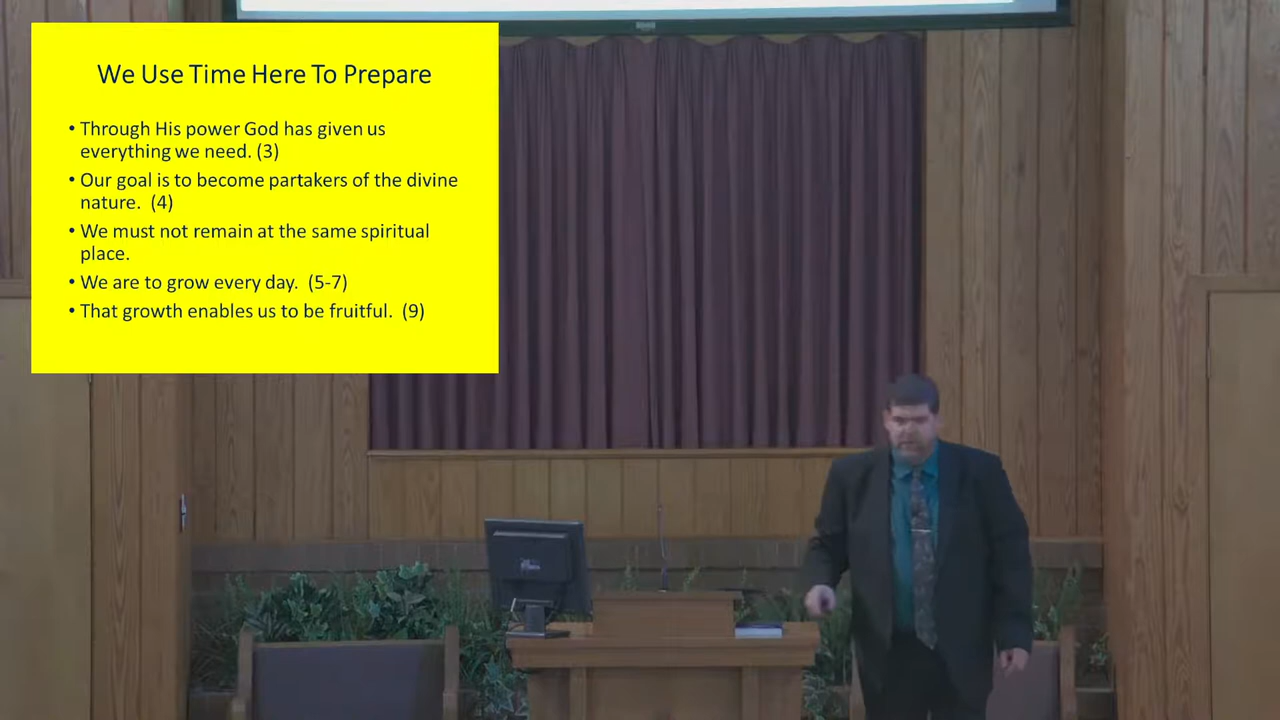 We Use Time Here To Prepare
• Through His power God has given us
everything we need. (3)
• Our goal is to become partakers of the divine
nature.  (4)
• We must not remain at the same spiritual
place.
• We are to grow every day.  (5-7)
• That growth enables us to be fruitful.  (9)